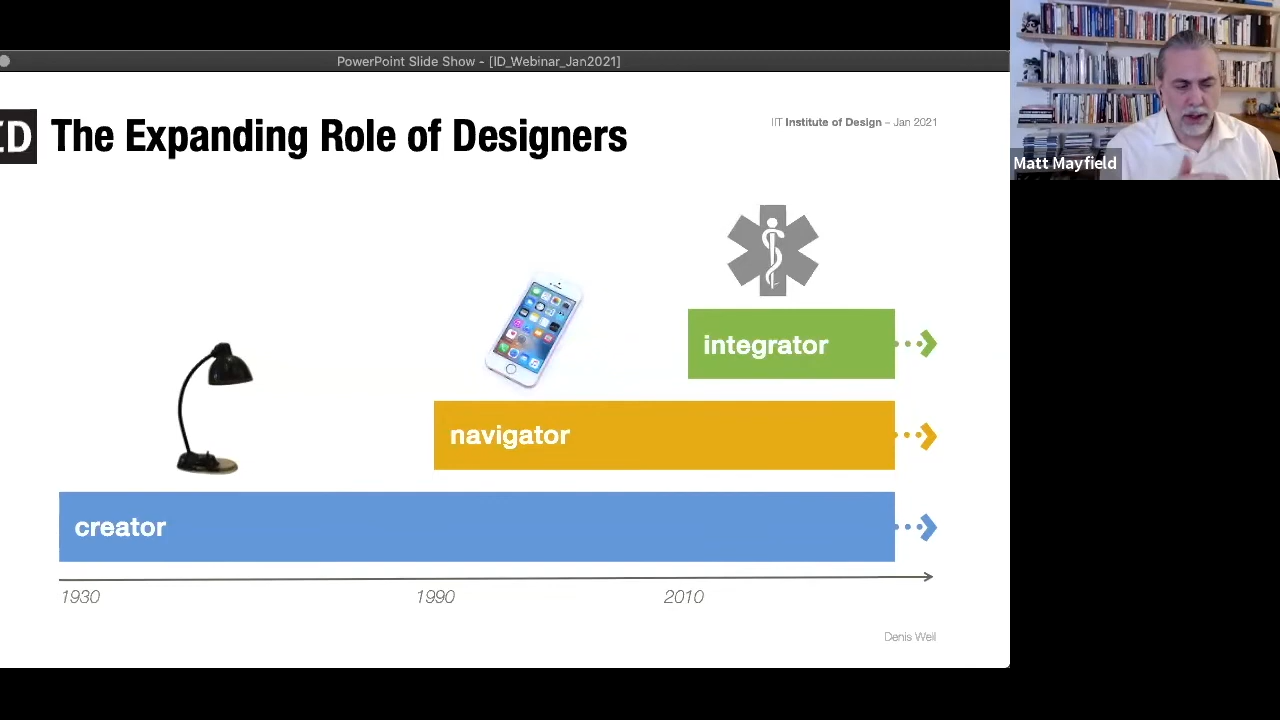 PowerPoint Slide Show - [ID_Webinar_Jan2021]
ID The Expanding Role of Designers
IIT Institute of Design – Jan 2021
Matt Mayfield
integrator
navigator
creator
1930 1990 2010
Denis Weil